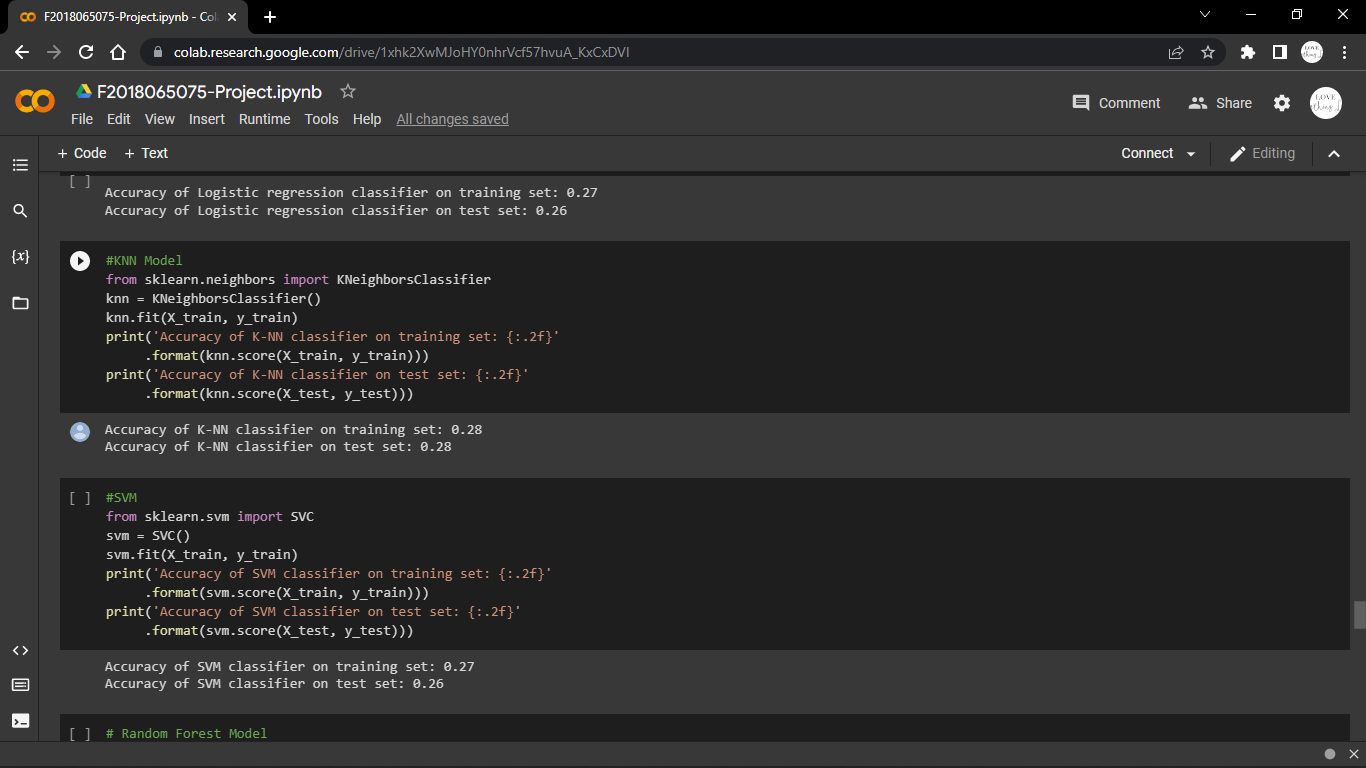 F2018065075-Project.ipynb - Col
colab.research.google.com/drive/1xhk2XwMJoHY0nhrVcf57hvuA_KxCxDVI
F2018065075-Project.ipynb
Comment
Share
File Edit View Insert Runtime Tools Help All changes saved
+ Code + Text
Connect
Editing
[ ]
Accuracy of Logistic regression classifier on training set: 0.27
Accuracy of Logistic regression classifier on test set: 0.26
{x}
#KNN Model
from sklearn.neighbors import KNeighborsClassifier
knn = KNeighborsClassifier()
knn.fit(X_train, y_train)
print('Accuracy of K-NN classifier on training set: {:.2f}'
.format(knn.score(X_train, y_train)))
print('Accuracy of K-NN classifier on test set: {:.2f}'
.format(knn.score(X_test, y_test)))
Accuracy of K-NN classifier on training set: 0.28
Accuracy of K-NN classifier on test set: 0.28
[ ] #SVM
from sklearn.svm import SVC
svm = SVC()
svm.fit(X_train, y_train)
print('Accuracy of SVM classifier on training set: {:.2f}'
.format(svm.score(X_train, y_train)))
print('Accuracy of SVM classifier on test set: {:.2f}'
.format(svm.score(X_test, y_test)))
Accuracy of SVM classifier on training set: 0.27
Accuracy of SVM classifier on test set: 0.26
[ ] # Random Forest Model